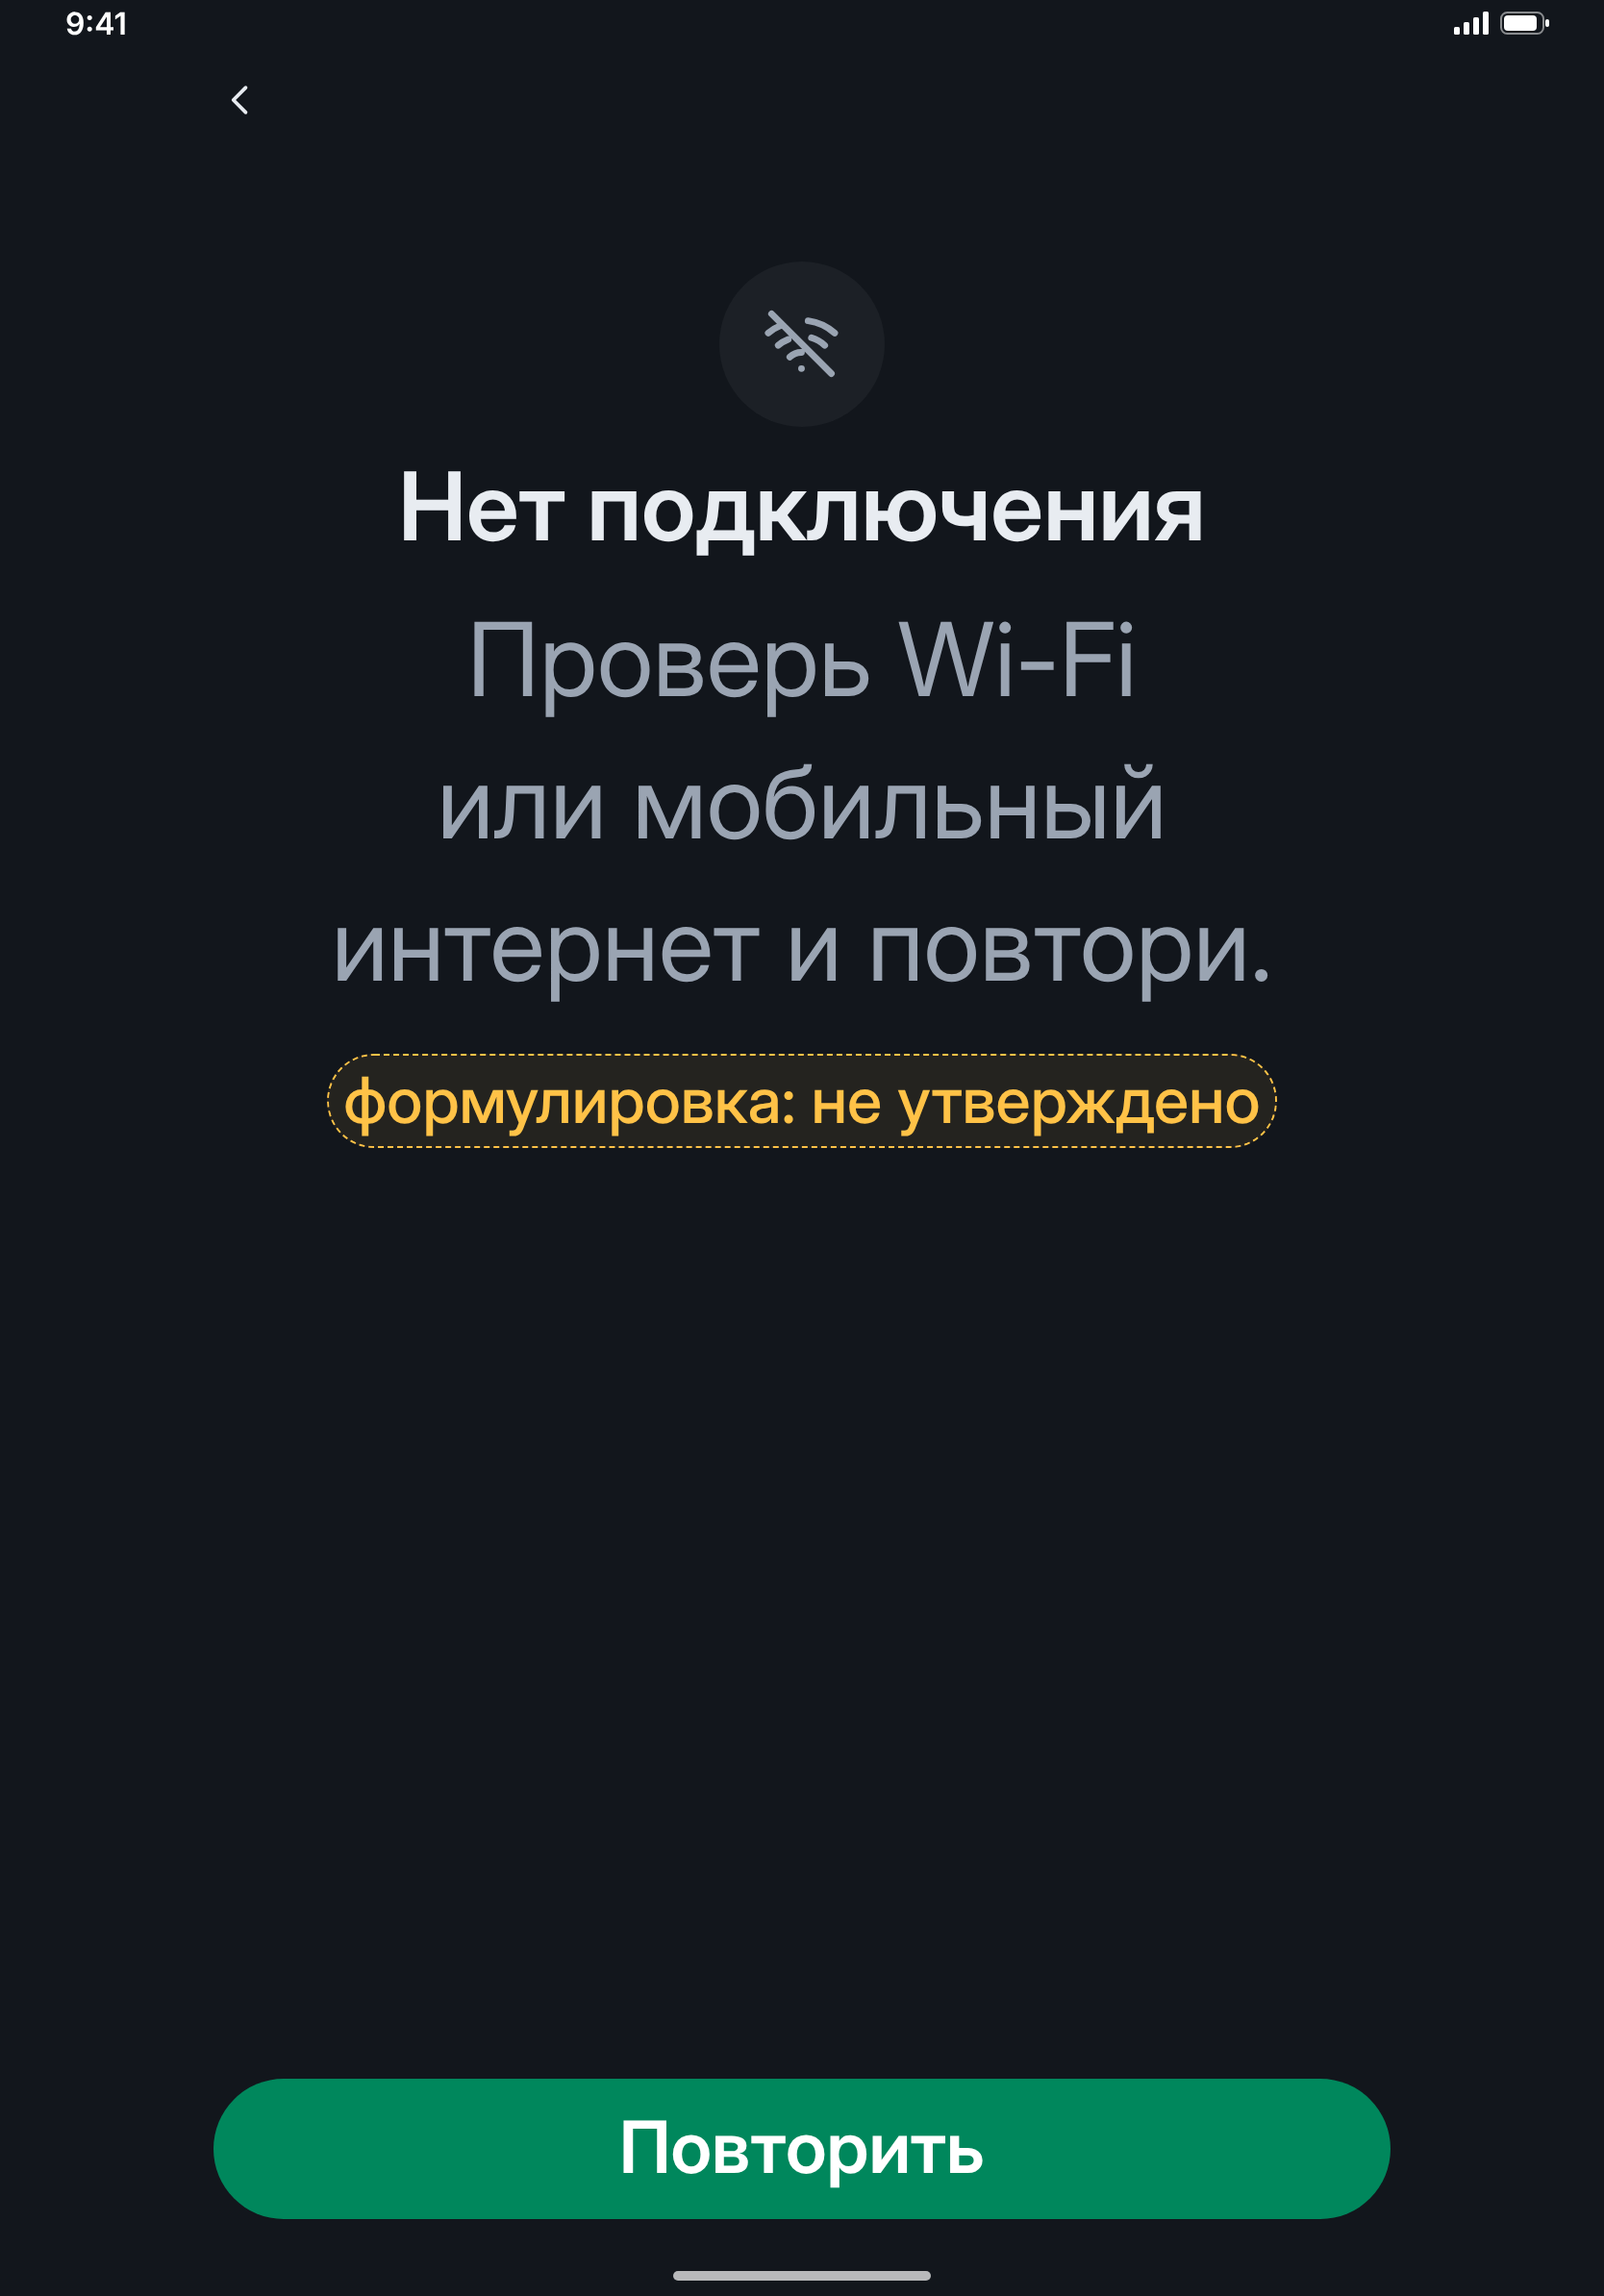 9:41
Нет подключения
Проверь Wi-Fi
или мобильный
интернет и повтори.
формулировка: не утверждено
Повторить